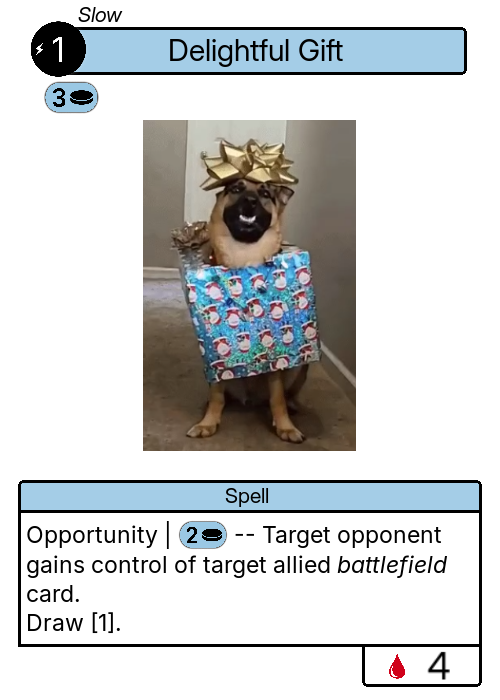 Slow
1
Delightful Gift
3
Spell
Opportunity | 2 -- Target opponent
gains control of target allied battlefield
card.
Draw [1].
4